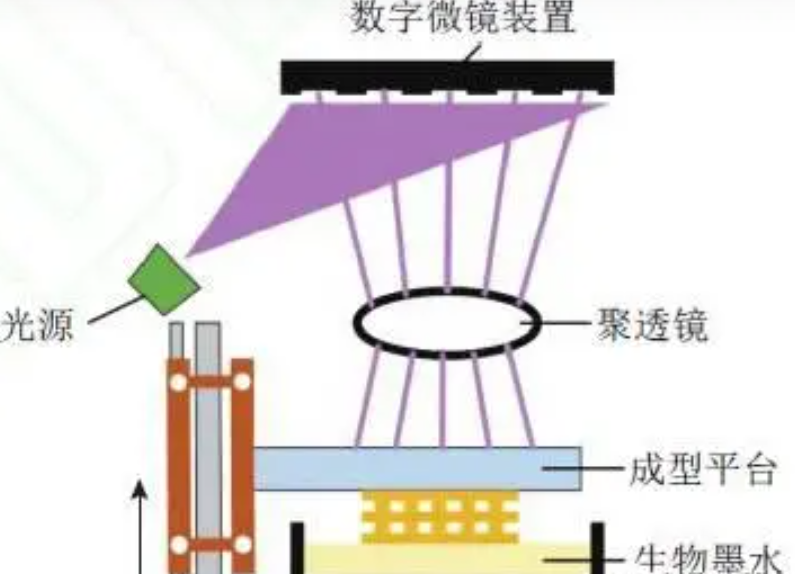 数字微镜装置
光源
聚透镜
成型平台
生物墨水